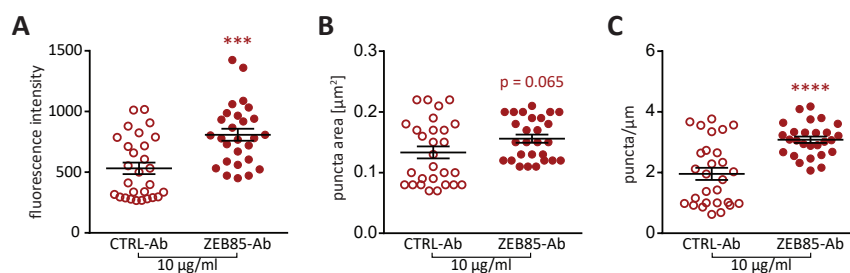 A
fluorescence intensity
1500
1000
500
0
***
CTRL-Ab
ZEB85-Ab
10 µg/ml
B
puncta area [µm²]
0.3
0.2
0.1
0.0
p = 0.065
CTRL-Ab
ZEB85-Ab
10 µg/ml
C
puncta/µm
6
4
2
0
****
CTRL-Ab
ZEB85-Ab
10 µg/ml